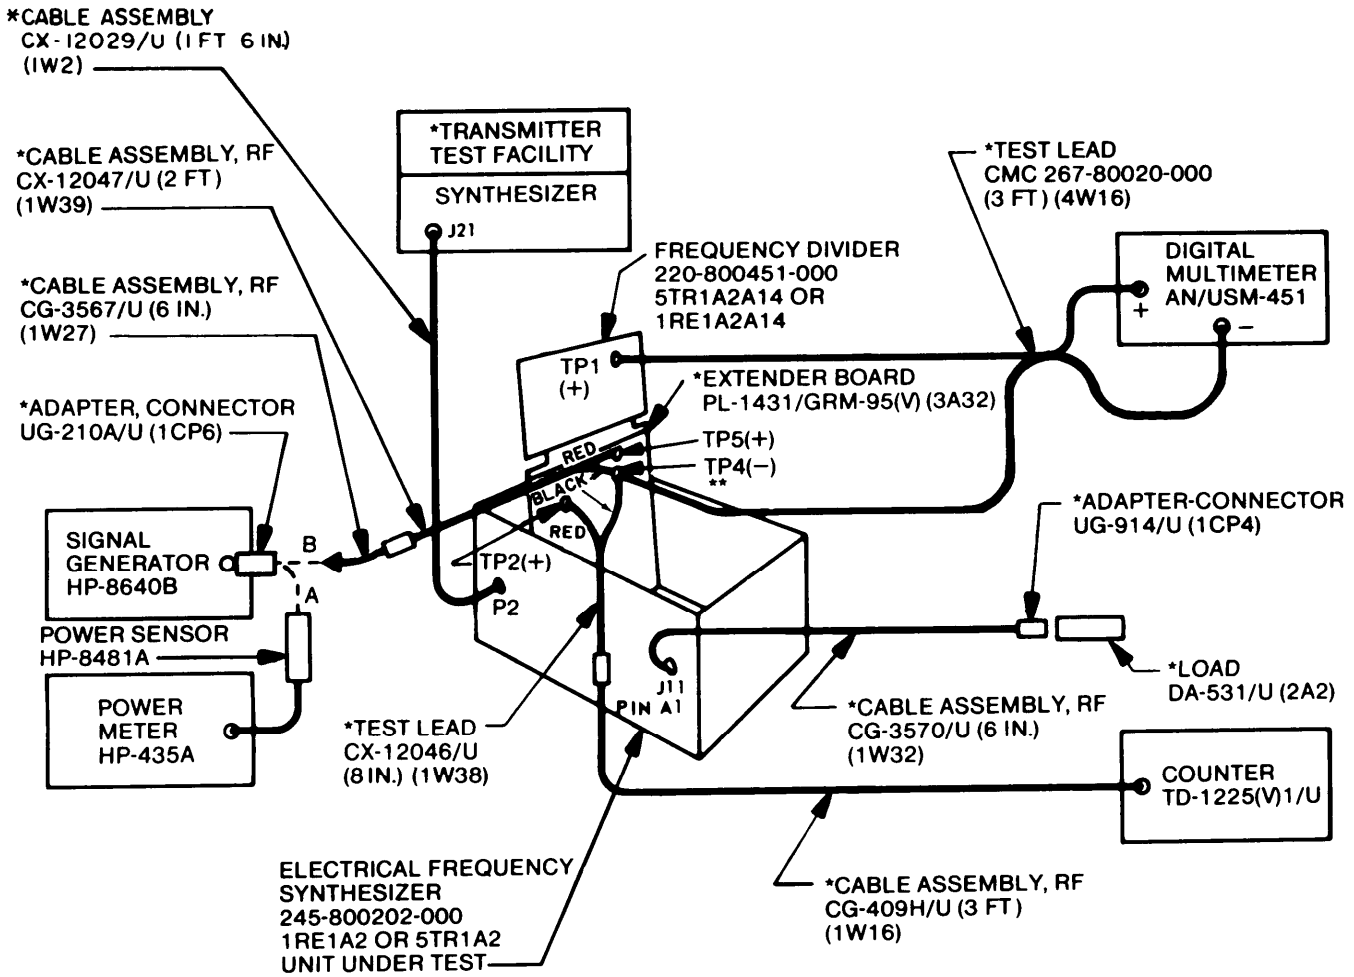 *CABLE ASSEMBLY
CX-12029/U (1 FT 6 IN.)
(1W2)
*CABLE ASSEMBLY, RF
CX-12047/U (2 FT)
(1W39)
*CABLE ASSEMBLY, RF
CG-3567/U (6 IN.)
(1W27)
*ADAPTER, CONNECTOR
UG-210A/U (1CP6)
SIGNAL
GENERATOR
HP-8640B
B
A
POWER SENSOR
HP-8481A
POWER
METER
HP-435A
*TRANSMITTER
TEST FACILITY
SYNTHESIZER
J21
FREQUENCY DIVIDER
220-800451-000
5TR1A2A14 OR
1RE1A2A14
TP1
(+)
*EXTENDER BOARD
PL-1431/GRM-95(V) (3A32)
RED
TP5(+)
TP4(-)
**
BLACK
RED
TP2(+)
P2
J11
PIN A1
*TEST LEAD
CX-12046/U
(8 IN.) (1W38)
ELECTRICAL FREQUENCY
SYNTHESIZER
245-800202-000
1RE1A2 OR 5TR1A2
UNIT UNDER TEST
*TEST LEAD
CMC 267-80020-000
(3 FT) (4W16)
DIGITAL
MULTIMETER
AN/USM-451
+
-
*ADAPTER-CONNECTOR
UG-914/U (1CP4)
*LOAD
DA-531/U (2A2)
*CABLE ASSEMBLY, RF
CG-3570/U (6 IN.)
(1W32)
COUNTER
TD-1225(V)1/U
*CABLE ASSEMBLY, RF
CG-409H/U (3 FT)
(1W16)